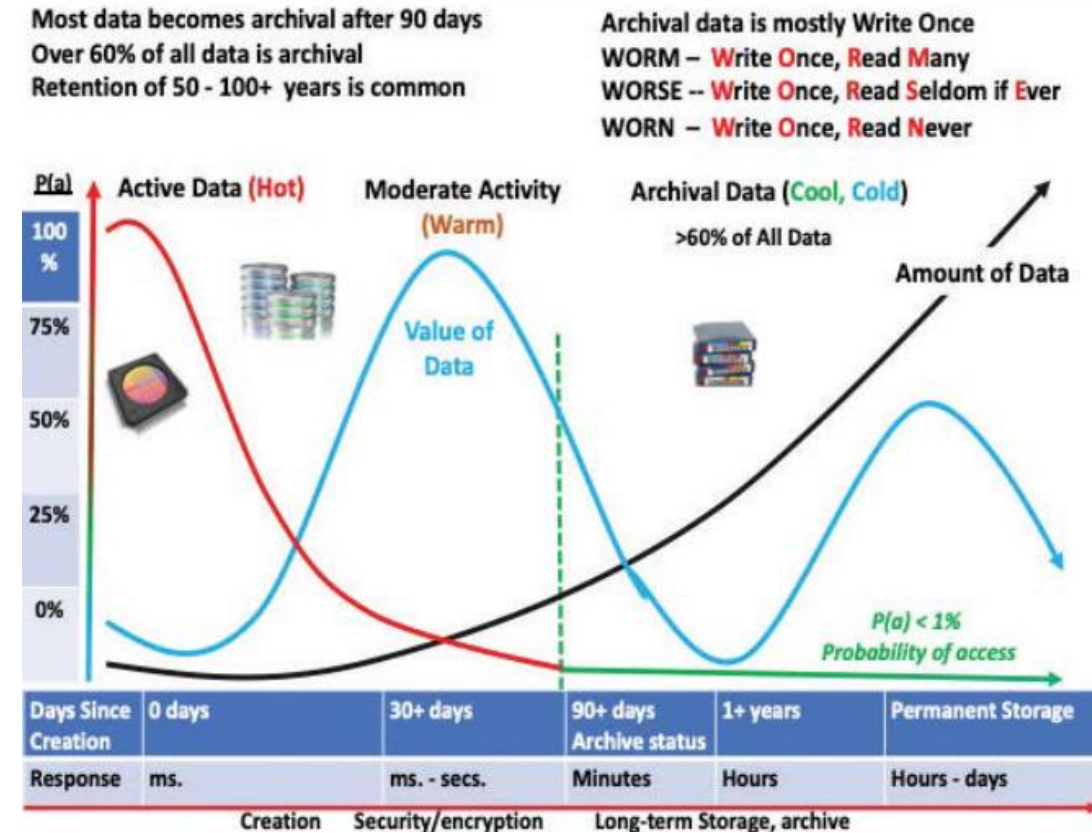 Most data becomes archival after 90 days
Over 60% of all data is archival
Retention of 50 - 100+ years is common
Archival data is mostly Write Once
WORM – Write Once, Read Many
WORSE -- Write Once, Read Seldom if Ever
WORN – Write Once, Read Never
P(a)
Active Data (Hot)
Moderate Activity
(Warm)
Archival Data (Cool, Cold)
>60% of All Data
100
%
75%
50%
25%
0%
Amount of Data
Value of
Data
P(a) < 1%
Probability of access
Days Since
Creation
0 days
30+ days
90+ days
Archive status
1+ years
Permanent Storage
Response
ms.
ms. - secs.
Minutes
Hours
Hours - days
Creation
Security/encryption
Long-term Storage, archive